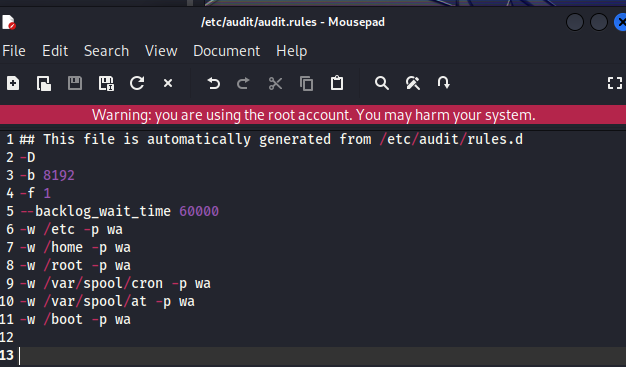 /etc/audit/audit.rules - Mousepad
File Edit Search View Document Help
Warning: you are using the root account. You may harm your system.
1 ## This file is automatically generated from /etc/audit/rules.d
2 -D
3 -b 8192
4 -f 1
5 --backlog_wait_time 60000
6 -w /etc -p wa
7 -w /home -p wa
8 -w /root -p wa
9 -w /var/spool/cron -p wa
10 -w /var/spool/at -p wa
11 -w /boot -p wa
12
13